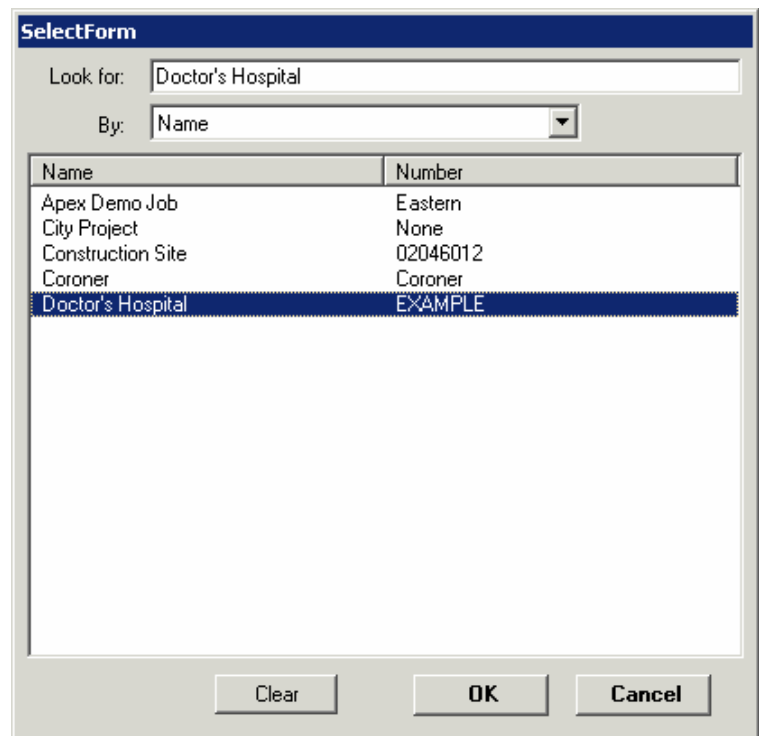 SelectForm
Look for: Doctor's Hospital
By: Name
Name Number
Apex Demo Job Eastern
City Project None
Construction Site 02046012
Coroner Coroner
Doctor's Hospital EXAMPLE
Clear OK Cancel